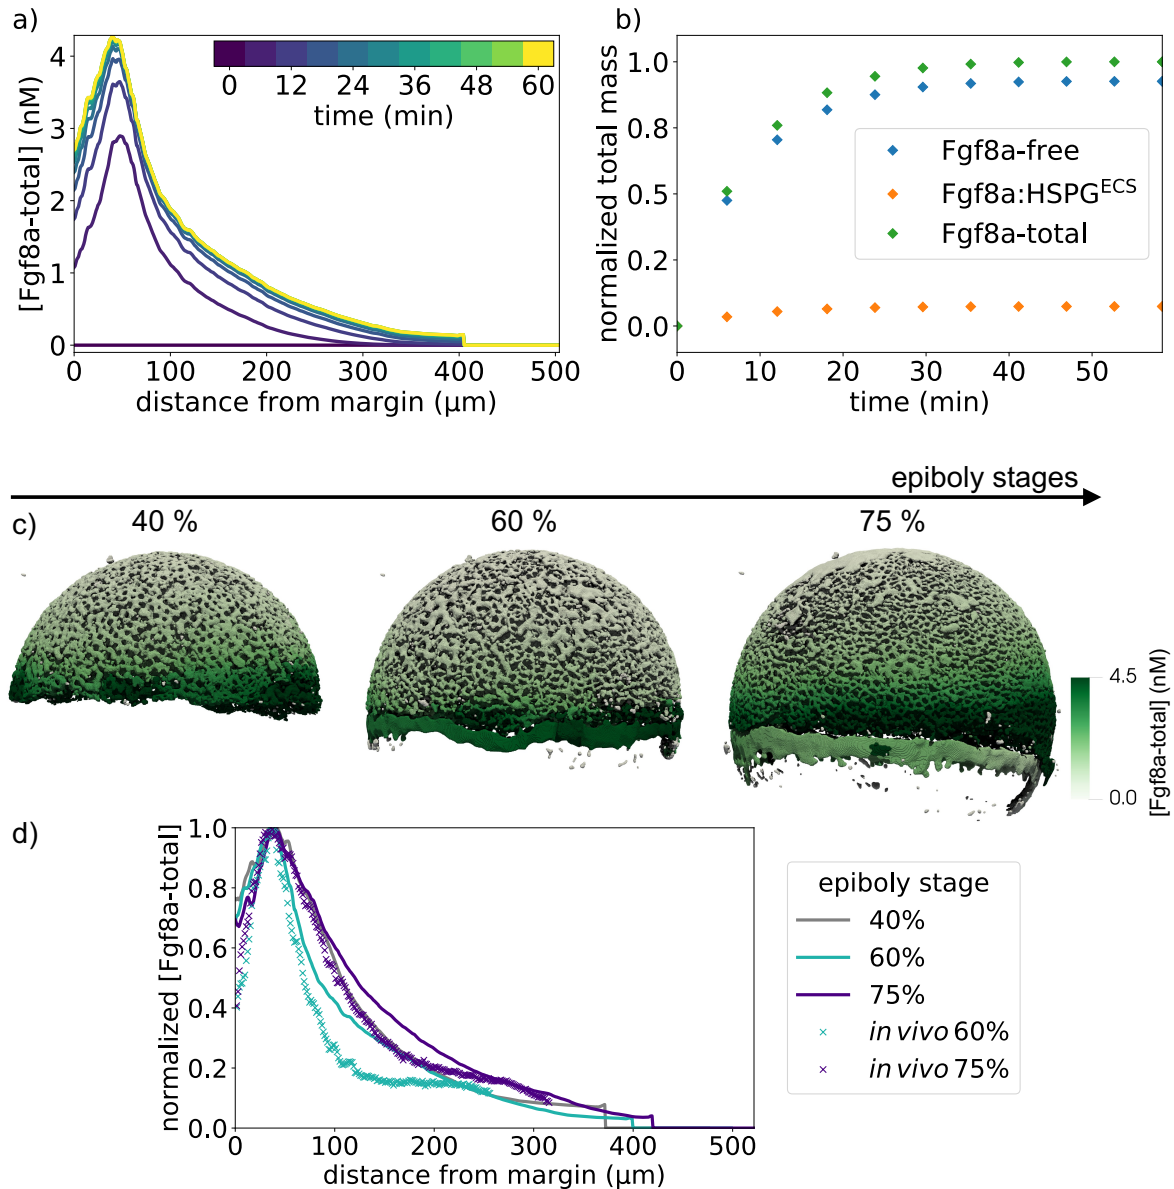 a)
[Fgf8a-total] (nM)
4
3
2
1
0
0 12 24 36 48 60
time (min)
0 100 200 300 400 500
distance from margin (μm)
b)
normalized total mass
1.0
0.8
0.5
0.2
0.0
Fgf8a-free
Fgf8a:HSPG^ECS
Fgf8a-total
0 10 20 30 40 50
time (min)
epiboly stages
c)
40 % 60 % 75 %
4.5
0.0
[Fgf8a-total] (nM)
d)
normalized [Fgf8a-total]
1.0
0.8
0.6
0.4
0.2
0.0
0 100 200 300 400 500
distance from margin (μm)
epiboly stage
40%
60%
75%
in vivo 60%
in vivo 75%